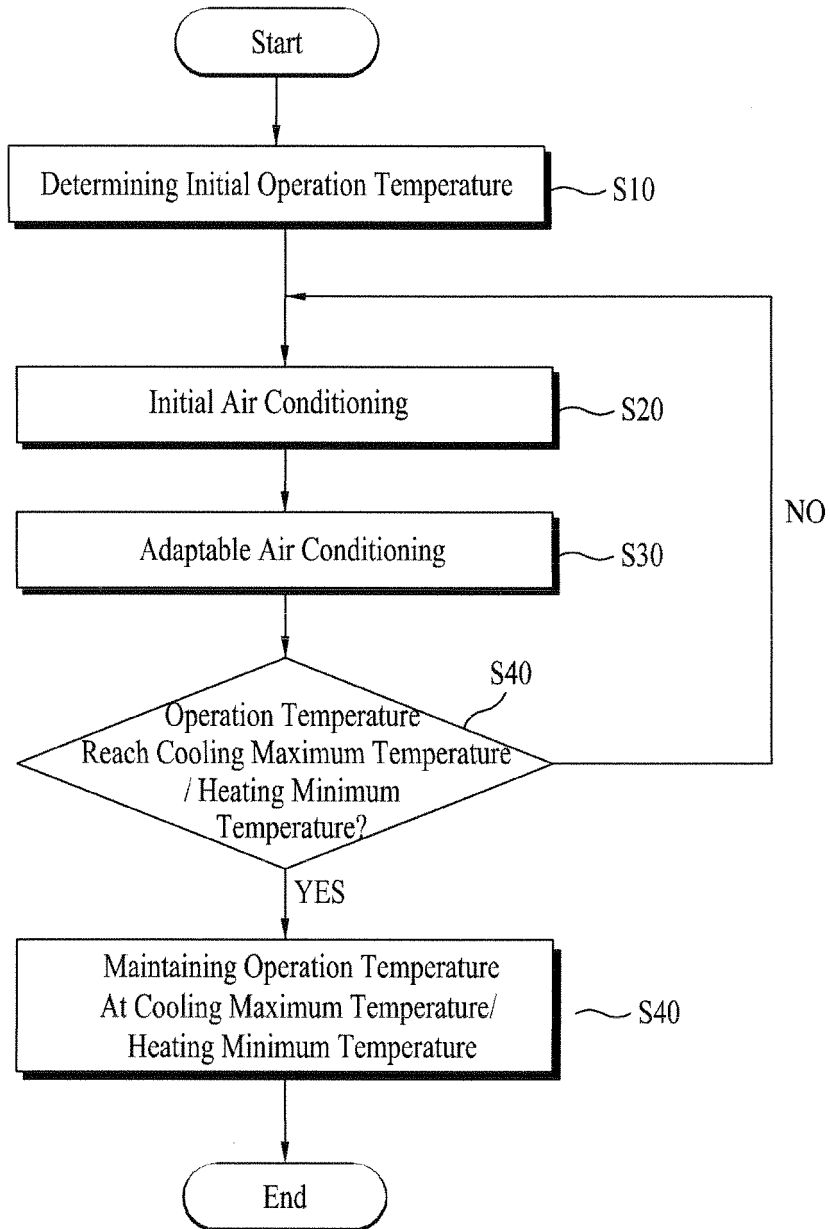 Start
Determining Initial Operation Temperature
S10
Initial Air Conditioning
S20
Adaptable Air Conditioning
S30
NO
S40
Operation Temperature
Reach Cooling Maximum Temperature
/ Heating Minimum
Temperature?
YES
Maintaining Operation Temperature
At Cooling Maximum Temperature/
Heating Minimum Temperature
S40
End